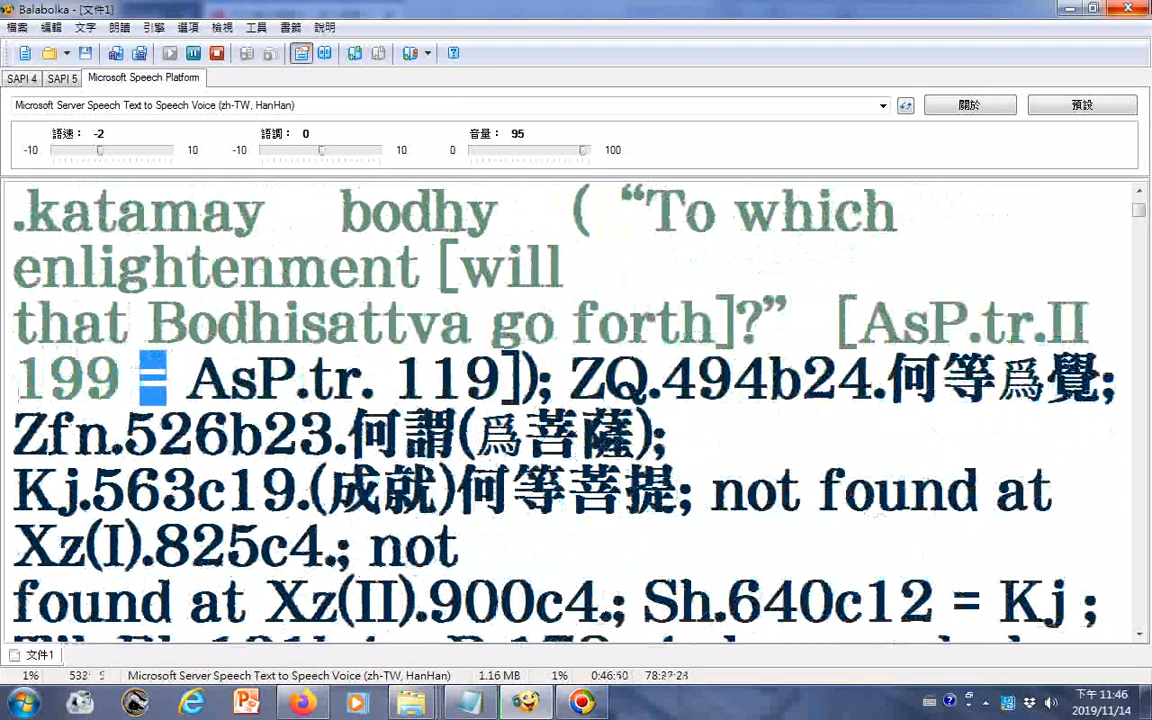 Balabolka - [文件1]
檔案 編輯 文字 朗讀 引擎 選項 檢視 工具 書籤 說明
SAPI 4 SAPI 5 Microsoft Speech Platform
Microsoft Server Speech Text to Speech Voice (zh-TW, HanHan) 關於 預設
語速： -2 語調： 0 音量： 95
-10 10 -10 10 0 100
.katamay bodhy ( “To which
enlightenment [will
that Bodhisattva go forth]?” [AsP.tr.II
199 = AsP.tr. 119]); ZQ.494b24.何等爲覺;
Zfn.526b23.何謂(爲菩薩);
Kj.563c19.(成就)何等菩提; not found at
Xz(I).825c4.; not
found at Xz(II).900c4.; Sh.640c12 = Kj ;
文件1
1% Microsoft Server Speech Text to Speech Voice (zh-TW, HanHan) 1.16 MB 1% 0:46:50
下午 11:46
2019/11/14